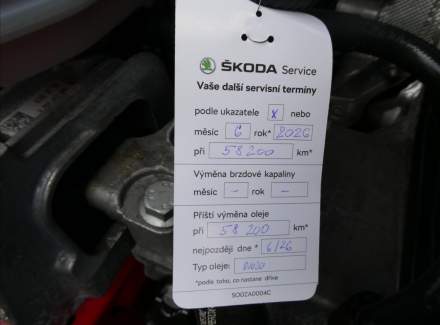 ŠKODA Service
Vaše další servisní termíny
podle ukazatele x nebo
měsíc 6 rok* 2026
při 58 200 km*
Výměna brzdové kapaliny
měsíc - rok -
Příští výměna oleje
při 58 200 km*
nejpozději dne * 6/26
Typ oleje:
*podle toho, co nastane dříve